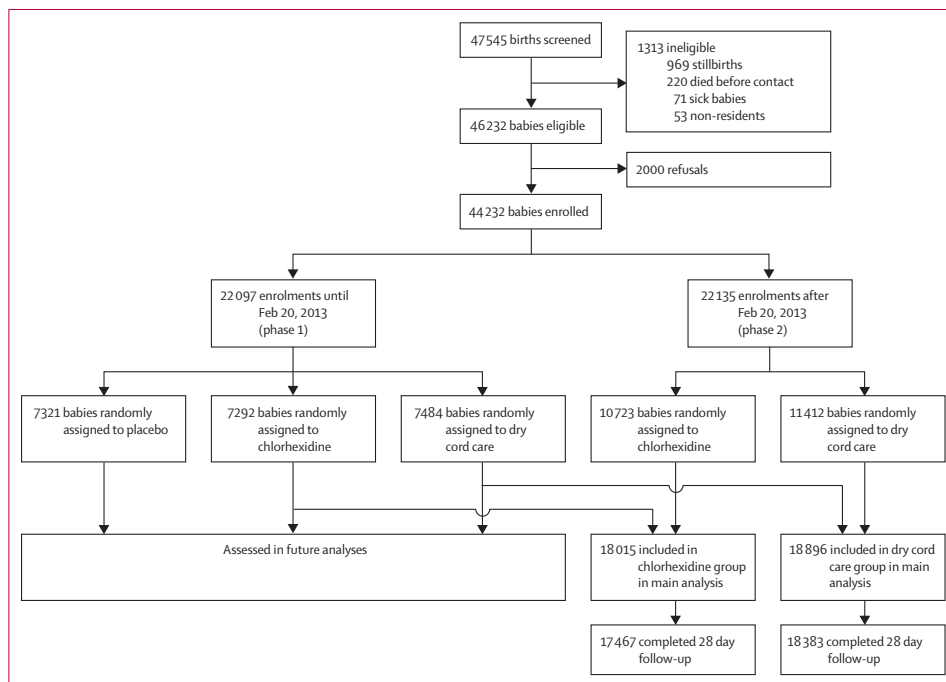 47545 births screened
1313 ineligible
969 stillbirths
220 died before contact
71 sick babies
53 non-residents
46232 babies eligible
2000 refusals
44232 babies enrolled
22097 enrolments until
Feb 20, 2013
(phase 1)
22135 enrolments after
Feb 20, 2013
(phase 2)
7321 babies randomly
assigned to placebo
7292 babies randomly
assigned to
chlorhexidine
7484 babies randomly
assigned to dry
cord care
10723 babies randomly
assigned to
chlorhexidine
11412 babies randomly
assigned to dry
cord care
Assessed in future analyses
18015 included in
chlorhexidine group
in main analysis
18896 included in dry cord
care group in main
analysis
17467 completed 28 day
follow-up
18383 completed 28 day
follow-up